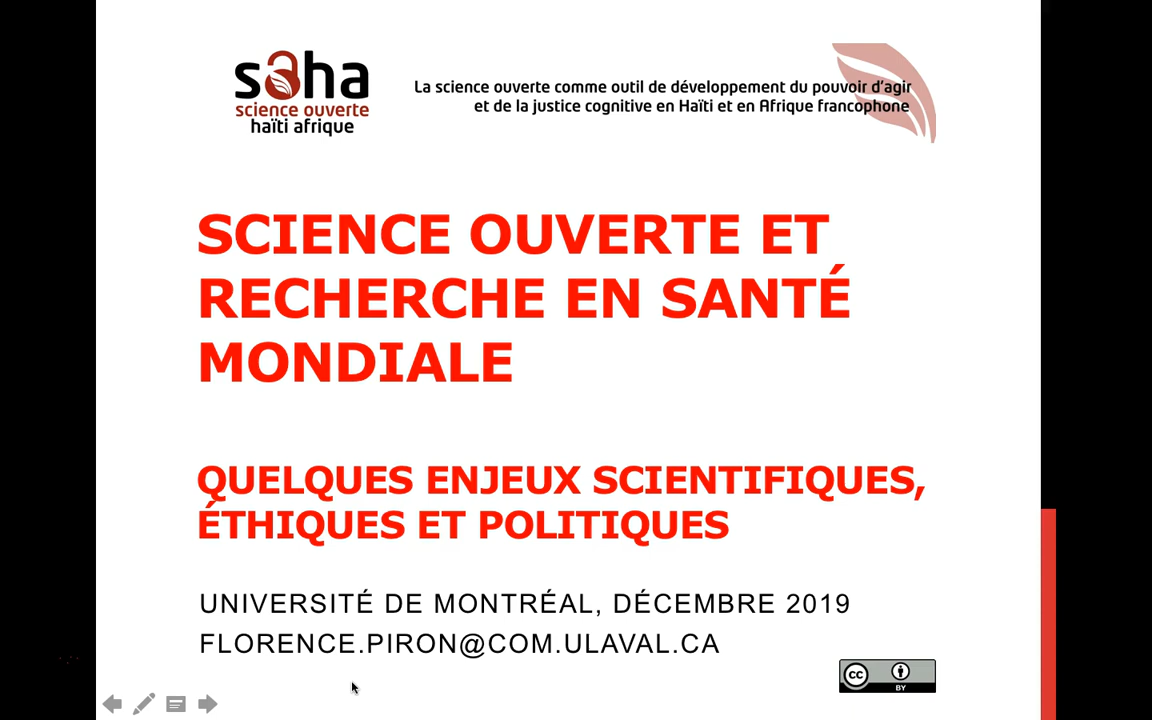 soha
science ouverte
haïti afrique
La science ouverte comme outil de développement du pouvoir d'agir
et de la justice cognitive en Haïti et en Afrique francophone
SCIENCE OUVERTE ET
RECHERCHE EN SANTÉ
MONDIALE
QUELQUES ENJEUX SCIENTIFIQUES,
ÉTHIQUES ET POLITIQUES
UNIVERSITÉ DE MONTRÉAL, DÉCEMBRE 2019
FLORENCE.PIRON@COM.ULAVAL.CA
cc
BY